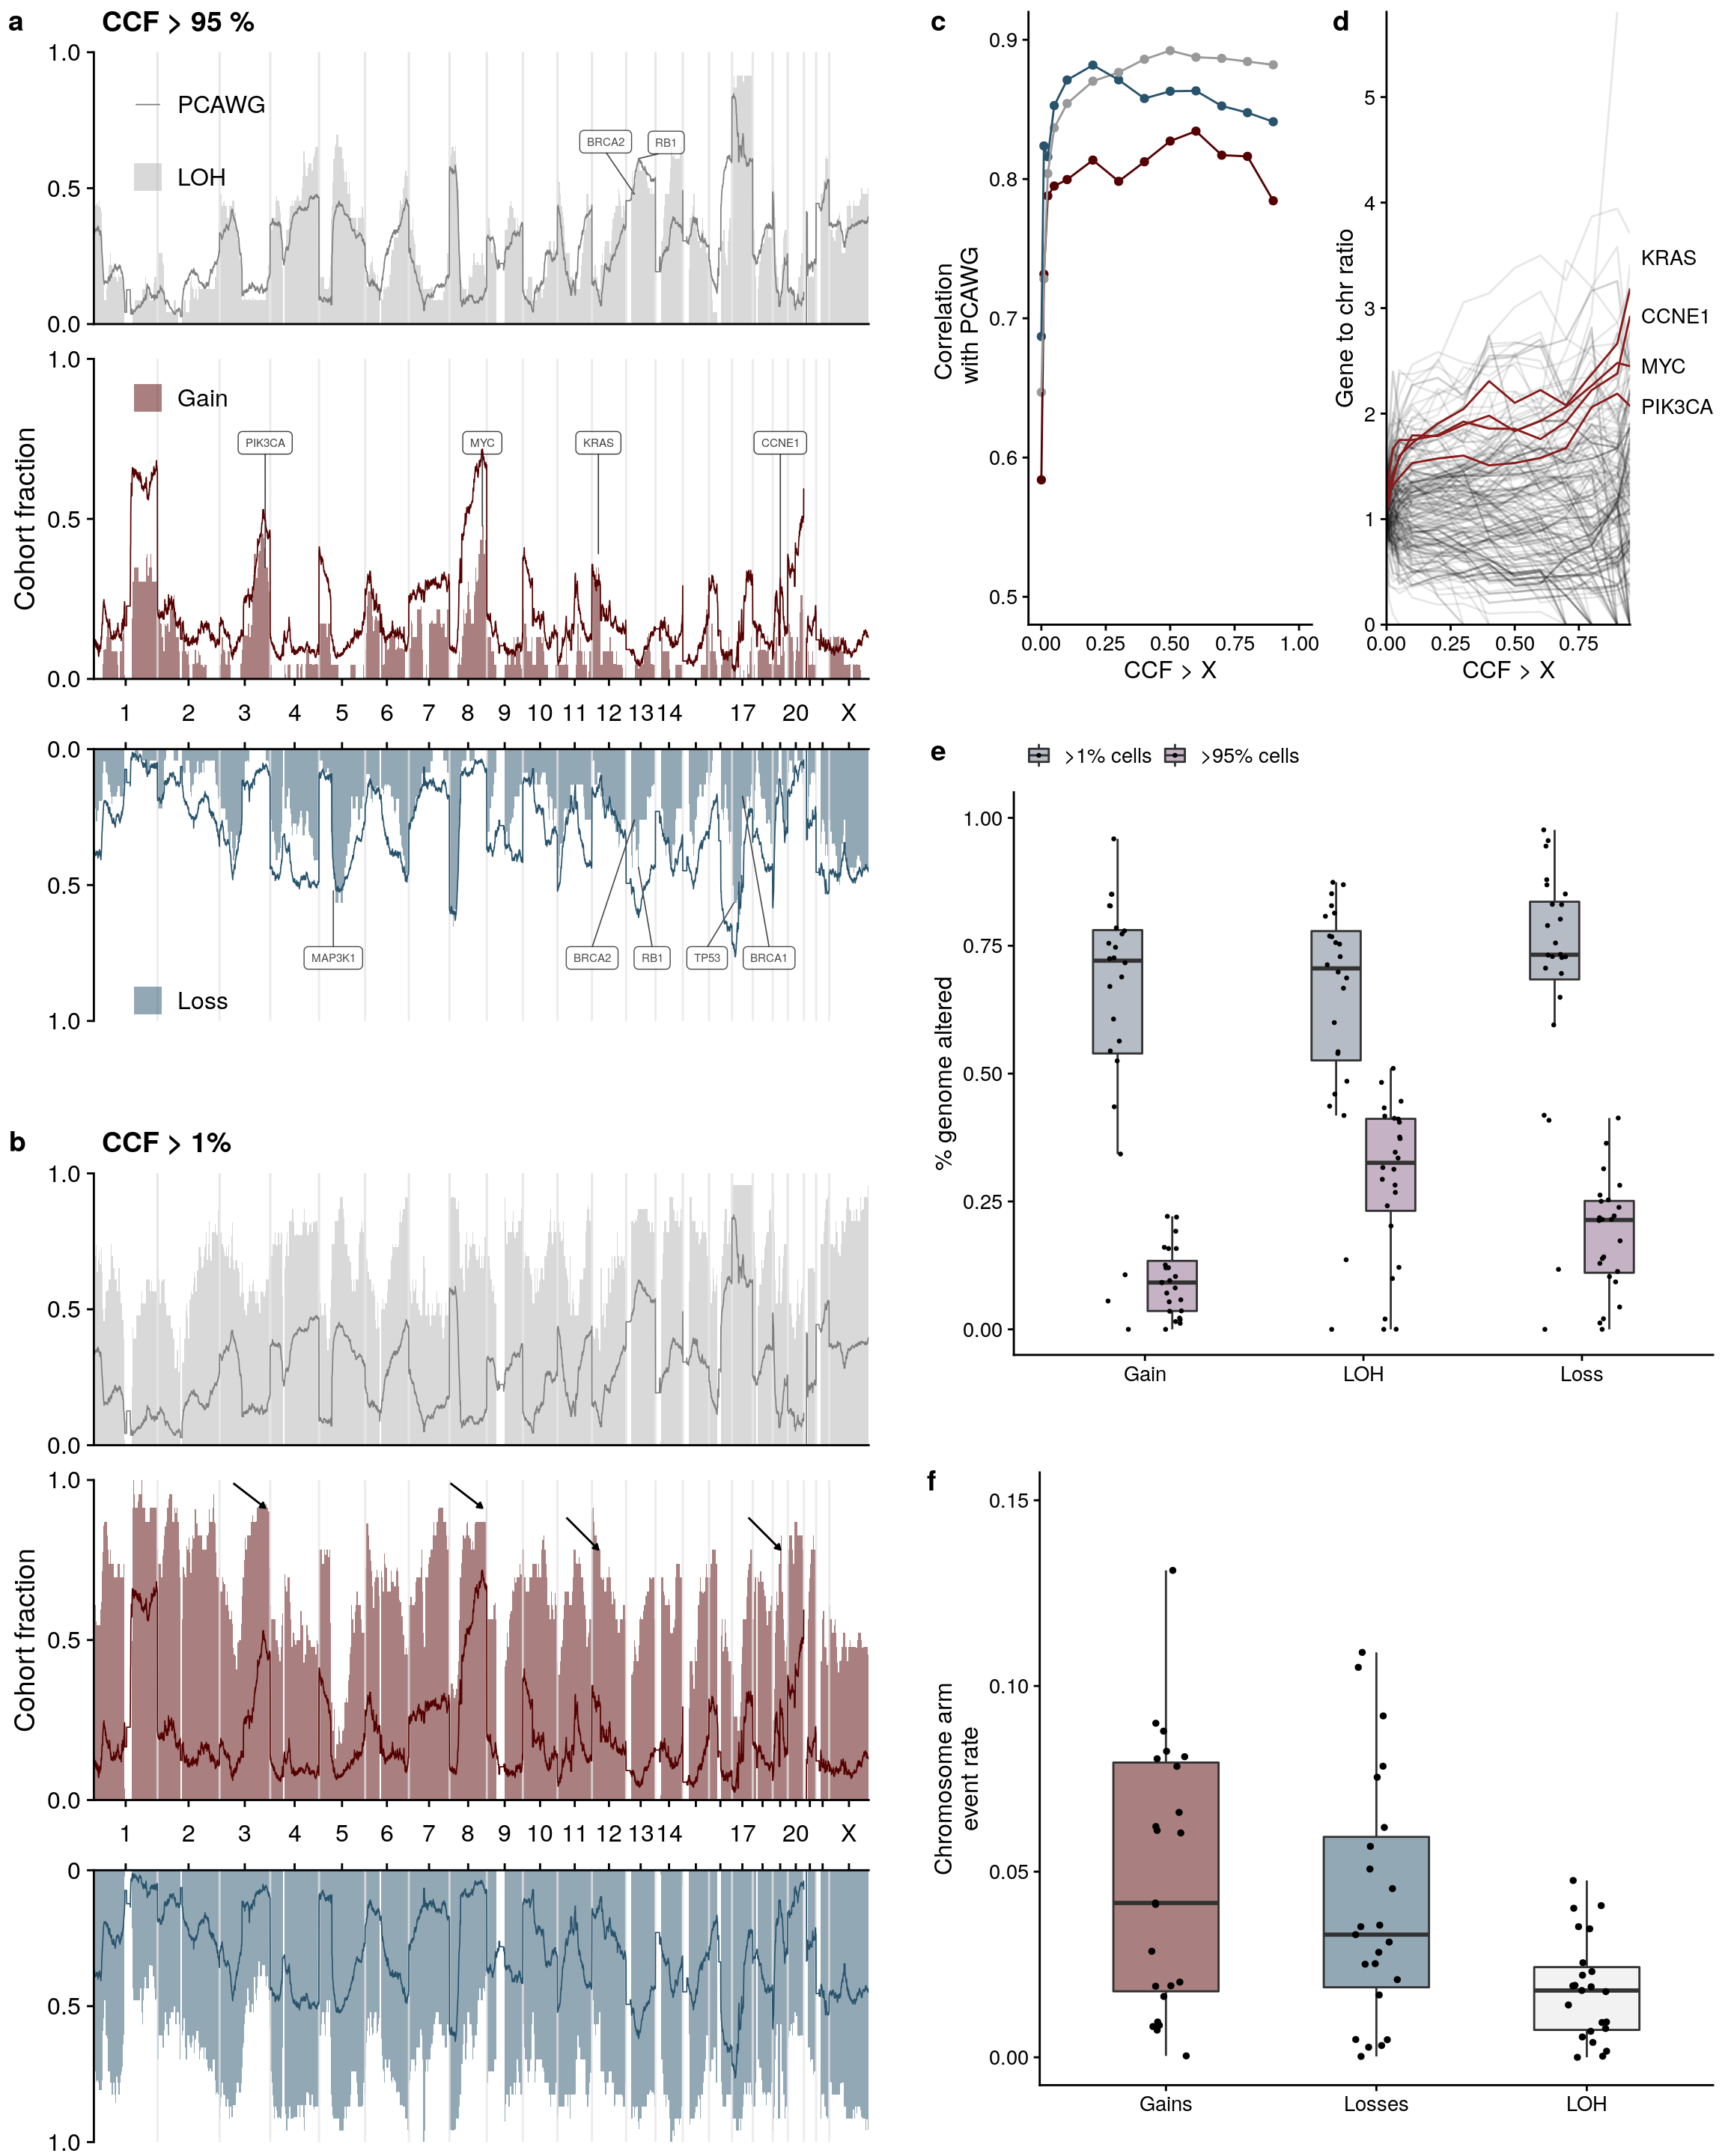 a
CCF > 95 %
1.0
0.5
0.0
PCAWG
LOH
BRCA2
RB1
1.0
0.5
0.0
Gain
PIK3CA
MYC
KRAS
CCNE1
Cohort fraction
1 2 3 4 5 6 7 8 9 10 11 12 13 14 17 20 X
0.0
0.5
1.0
MAP3K1
BRCA2
RB1
TP53
BRCA1
Loss
b
CCF > 1%
1.0
0.5
0.0
1.0
0.5
0.0
Cohort fraction
1 2 3 4 5 6 7 8 9 10 11 12 13 14 17 20 X
0
0.5
1.0
c
0.9
0.8
0.7
0.6
0.5
Correlation
with PCAWG
0.00 0.25 0.50 0.75 1.00
CCF > X
d
5
4
3
2
1
0
Gene to chr ratio
KRAS
CCNE1
MYC
PIK3CA
0.00 0.25 0.50 0.75
CCF > X
e
>1% cells >95% cells
1.00
0.75
0.50
0.25
0.00
% genome altered
Gain LOH Loss
f
0.15
0.10
0.05
0.00
Chromosome arm
event rate
Gains Losses LOH